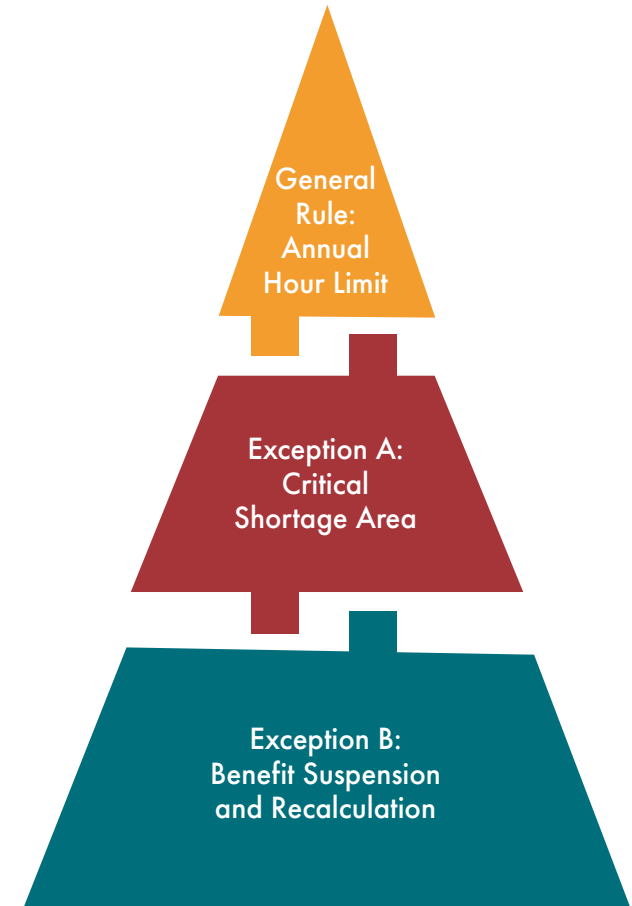 General
Rule:
Annual
Hour Limit
Exception A:
Critical
Shortage Area
Exception B:
Benefit Suspension
and Recalculation